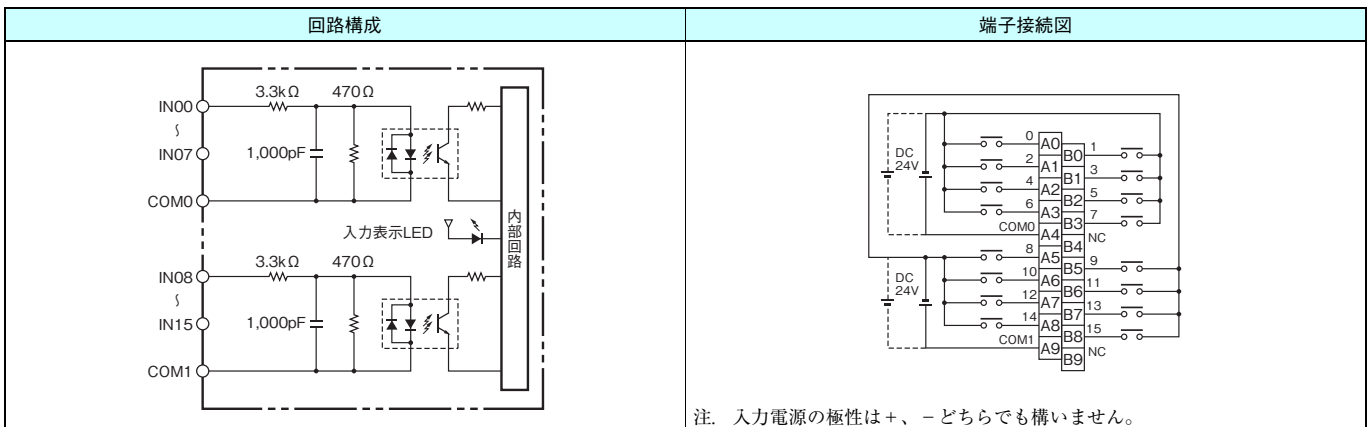 回路構成
端子接続図
3.3kΩ 470Ω
IN00
～
IN07
1,000pF
COM0
入力表示LED
内部回路
3.3kΩ 470Ω
IN08
～
IN15
1,000pF
COM1
DC
24V
0 A0
B0 1
2 A1
B1 3
4 A2
B2 5
6 A3
B3 7
COM0 A4
B4 NC
8 A5
B5 9
DC
24V
10 A6
B6 11
12 A7
B7 13
14 A8
B8 15
COM1 A9
B9 NC
注. 入力電源の極性は+、-どちらでも構いません。